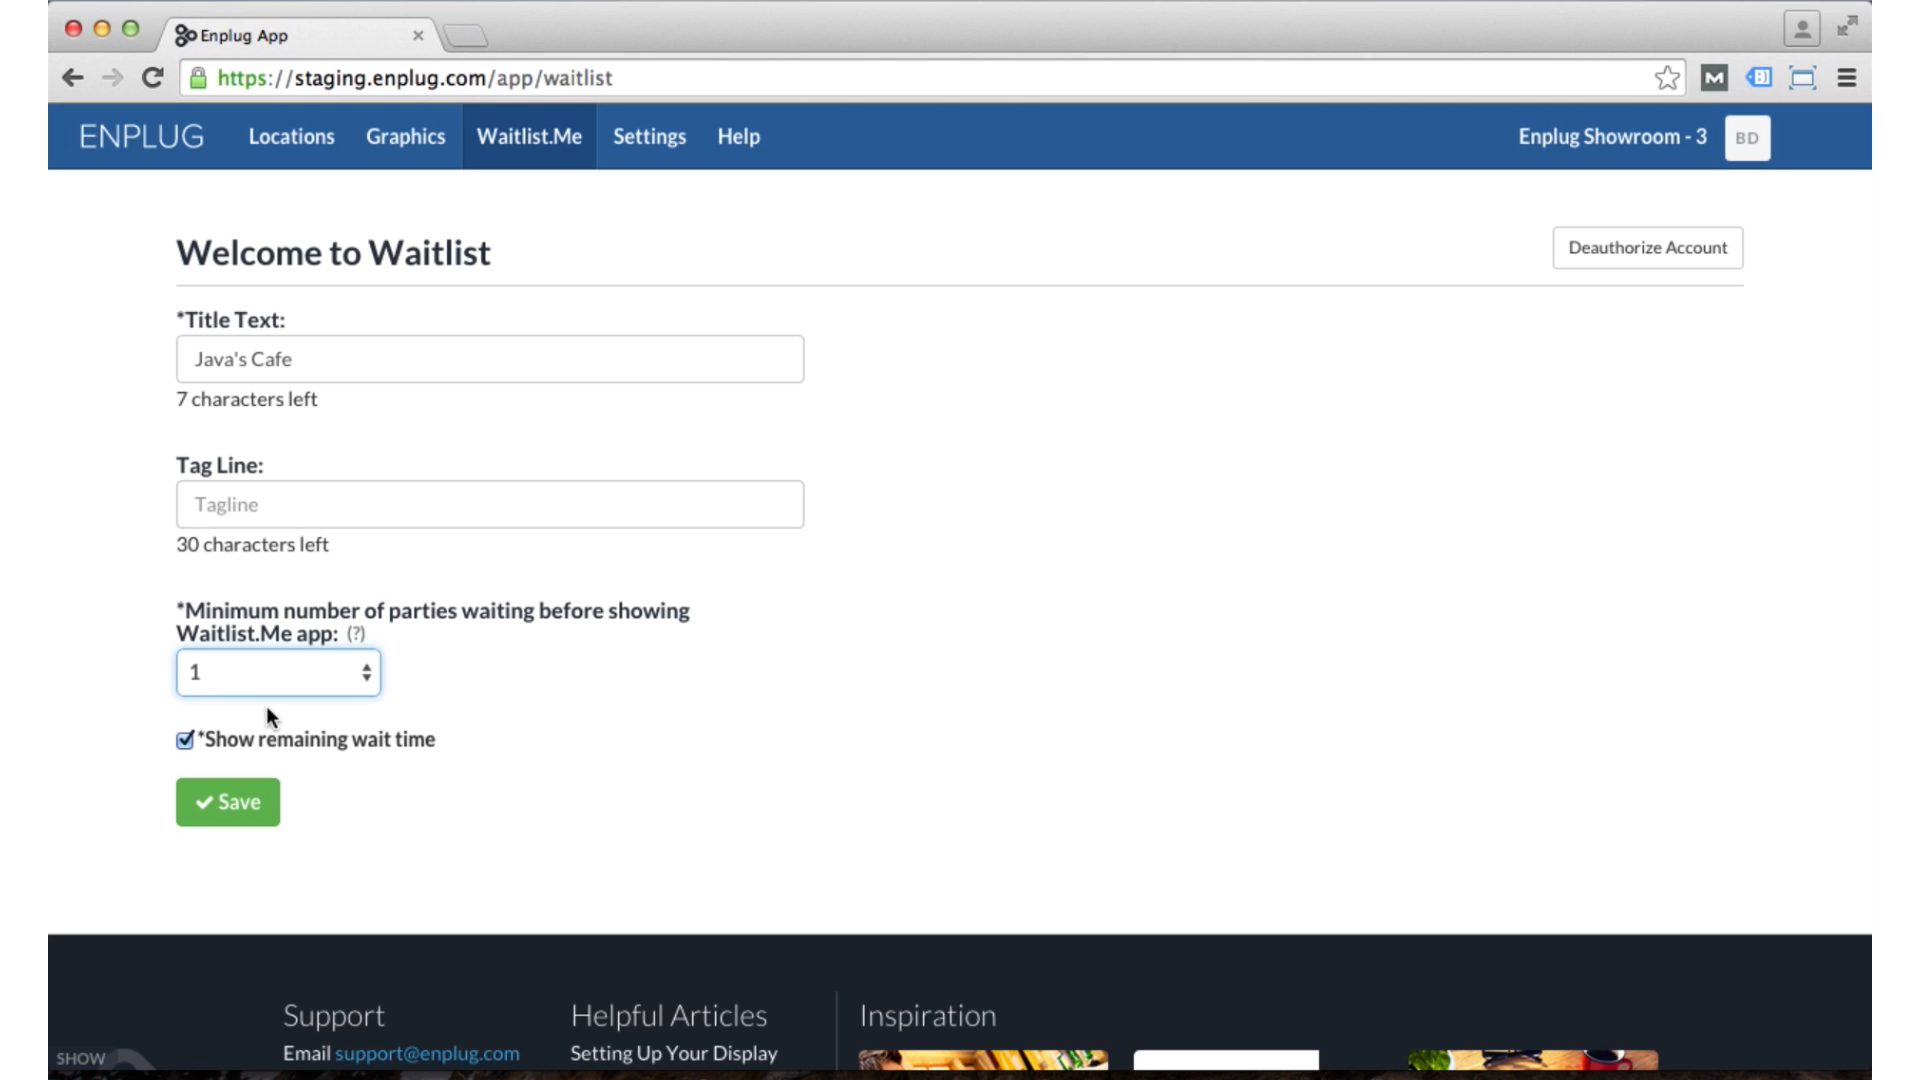 Enplug App
https://staging.enplug.com/app/waitlist
ENPLUG Locations Graphics Waitlist.Me Settings Help Enplug Showroom - 3 BD
Welcome to Waitlist
Deauthorize Account
*Title Text:
Java's Cafe
7 characters left
Tag Line:
Tagline
30 characters left
*Minimum number of parties waiting before showing
Waitlist.Me app: (?)
1
*Show remaining wait time
Save
Support Helpful Articles Inspiration
Email support@enplug.com Setting Up Your Display
SHOW